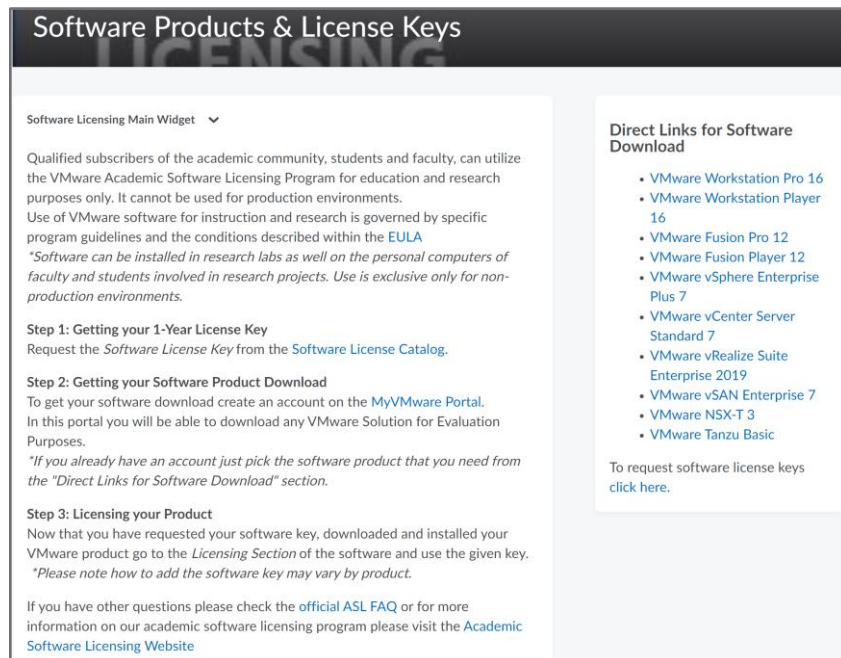 Software Products & License Keys
LICENSING
Software Licensing Main Widget
Qualified subscribers of the academic community, students and faculty, can utilize
the VMware Academic Software Licensing Program for education and research
purposes only. It cannot be used for production environments.
Use of VMware software for instruction and research is governed by specific
program guidelines and the conditions described within the EULA
*Software can be installed in research labs as well on the personal computers of
faculty and students involved in research projects. Use is exclusive only for non-
production environments.
Step 1: Getting your 1-Year License Key
Request the Software License Key from the Software License Catalog.
Step 2: Getting your Software Product Download
To get your software download create an account on the MyVMware Portal.
In this portal you will be able to download any VMware Solution for Evaluation
Purposes.
*If you already have an account just pick the software product that you need from
the "Direct Links for Software Download" section.
Step 3: Licensing your Product
Now that you have requested your software key, downloaded and installed your
VMware product go to the Licensing Section of the software and use the given key.
*Please note how to add the software key may vary by product.
If you have other questions please check the official ASL FAQ or for more
information on our academic software licensing program please visit the Academic
Software Licensing Website
Direct Links for Software
Download
• VMware Workstation Pro 16
• VMware Workstation Player
16
• VMware Fusion Pro 12
• VMware Fusion Player 12
• VMware vSphere Enterprise
Plus 7
• VMware vCenter Server
Standard 7
• VMware vRealize Suite
Enterprise 2019
• VMware vSAN Enterprise 7
• VMware NSX-T 3
• VMware Tanzu Basic
To request software license keys
click here.